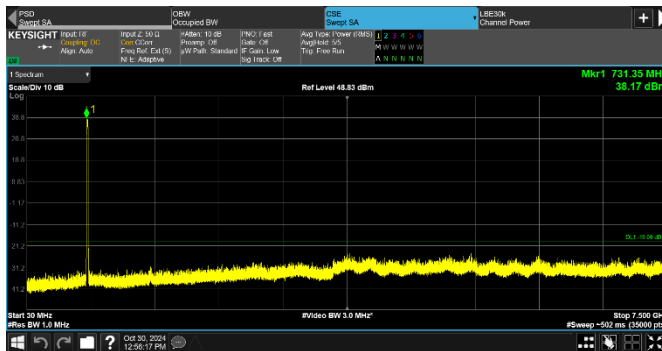 PSD
Swept SA
OBW
Occupied BW
CSE
Swept SA
LBE30k
Channel Power
KEYSIGHT
Input: RF
Coupling: DC
Align: Auto
Input Z: 50 Ω
Corr CCorr
Freq Ref: Ext (S)
NFE: Adaptive
#Atten: 10 dB
Preamp: Off
µW Path: Standard
PNO: Fast
Gate: Off
IF Gain: Low
Sig Track: Off
Avg Type: Power (RMS)
Avg|Hold: 5/5
Trig: Free Run
1 2 3 4 5 6
M W W W W W
A N N N N N
1 Spectrum
Scale/Div 10 dB
Log
Ref Level 48.83 dBm
Mkr1 731.35 MH
38.17 dBr
1
38.8
28.8
18.8
8.83
-1.17
-11.2
-21.2
-31.2
-41.2
Start 30 MHz
#Res BW 1.0 MHz
#Video BW 3.0 MHz*
Stop 7.500 GH
#Sweep ~502 ms (35000 pts
?
Oct 30, 2024
12:56:17 PM